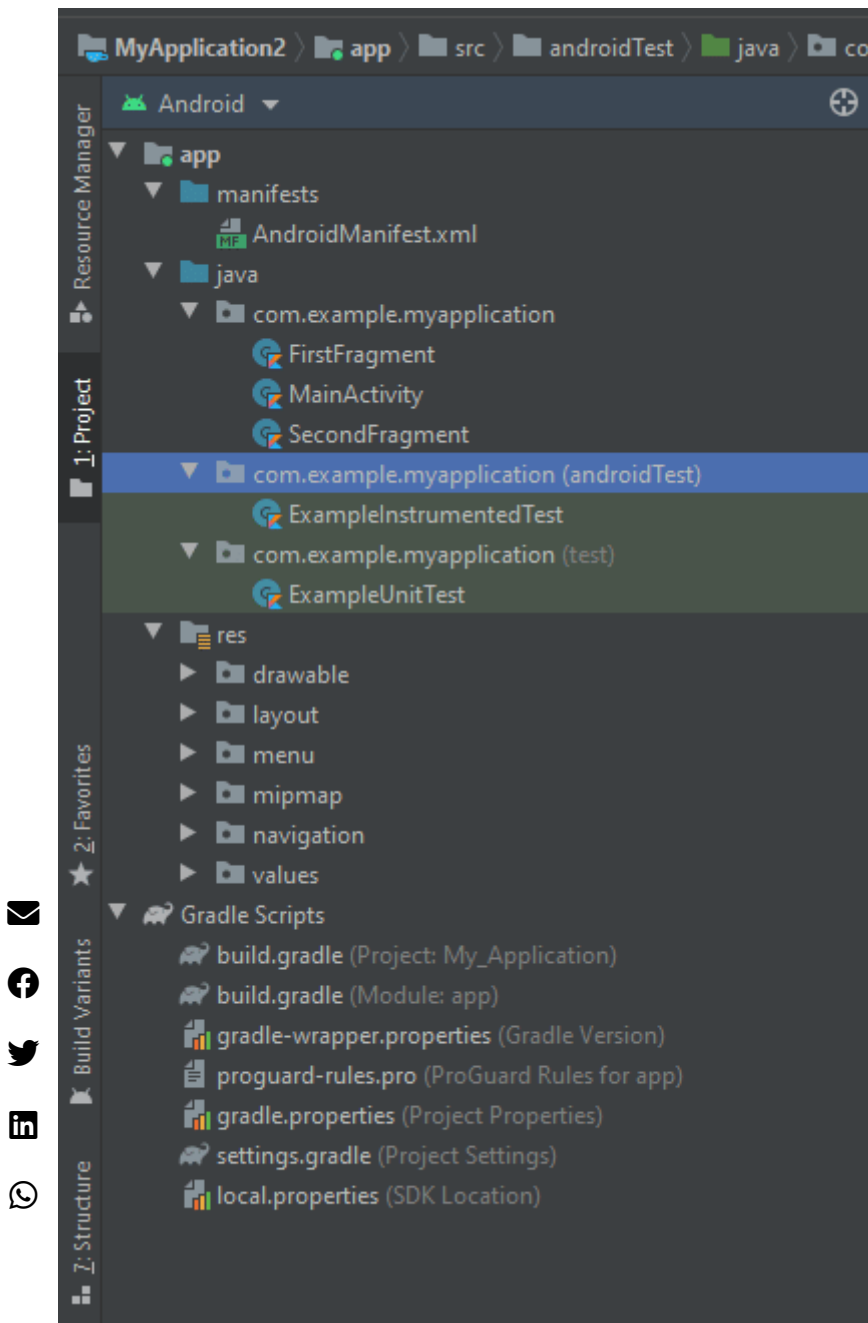 MyApplication2 〉 app 〉 src 〉 androidTest 〉 java 〉 co
Android
app
manifests
MF AndroidManifest.xml
java
com.example.myapplication
FirstFragment
MainActivity
SecondFragment
com.example.myapplication (androidTest)
ExampleInstrumentedTest
com.example.myapplication (test)
ExampleUnitTest
res
drawable
layout
menu
mipmap
navigation
values
Gradle Scripts
build.gradle (Project: My_Application)
build.gradle (Module: app)
gradle-wrapper.properties (Gradle Version)
proguard-rules.pro (ProGuard Rules for app)
gradle.properties (Project Properties)
settings.gradle (Project Settings)
local.properties (SDK Location)
Resource Manager
1: Project
2: Favorites
Build Variants
7: Structure